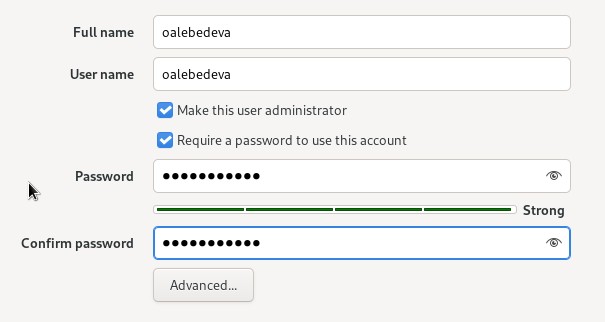 Full name oalebedeva
User name oalebedeva
Make this user administrator
Require a password to use this account
Password ●●●●●●●●●●●
Strong
Confirm password ●●●●●●●●●●●
Advanced...